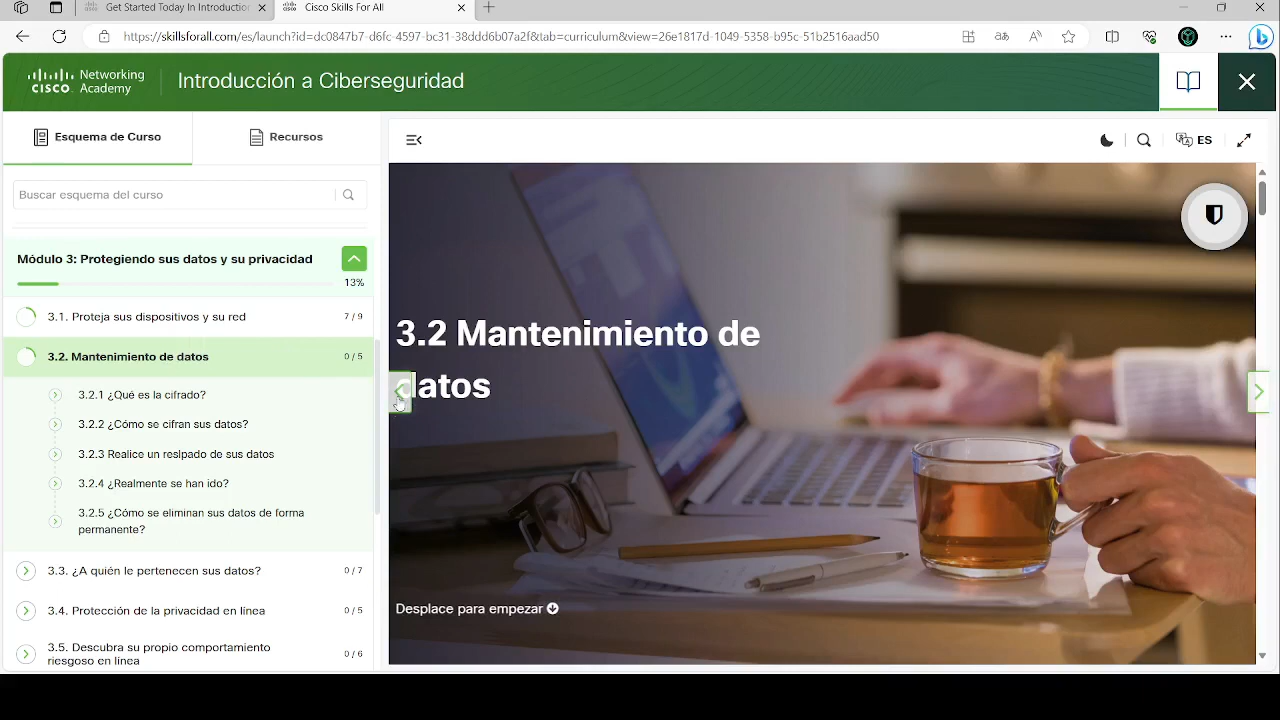 Get Started Today In Introduction
Cisco Skills For All
https://skillsforall.com/es/launch?id=dc0847b7-d6fc-4597-bc31-38ddd6b07a2f&tab=curriculum&view=26e1817d-1049-5358-b95c-51b2516aad50
Networking
CISCO Academy
Introducción a Ciberseguridad
Esquema de Curso
Recursos
ES
Buscar esquema del curso
Módulo 3: Protegiendo sus datos y su privacidad
13%
3.1. Proteja sus dispositivos y su red 7 / 9
3.2. Mantenimiento de datos 0 / 5
3.2.1 ¿Qué es la cifrado?
3.2.2 ¿Cómo se cifran sus datos?
3.2.3 Realice un reslpado de sus datos
3.2.4 ¿Realmente se han ido?
3.2.5 ¿Cómo se eliminan sus datos de forma
permanente?
3.3. ¿A quién le pertenecen sus datos? 0 / 7
3.4. Protección de la privacidad en línea 0 / 5
3.5. Descubra su propio comportamiento
riesgoso en línea 0 / 6
3.2 Mantenimiento de
datos
Desplace para empezar